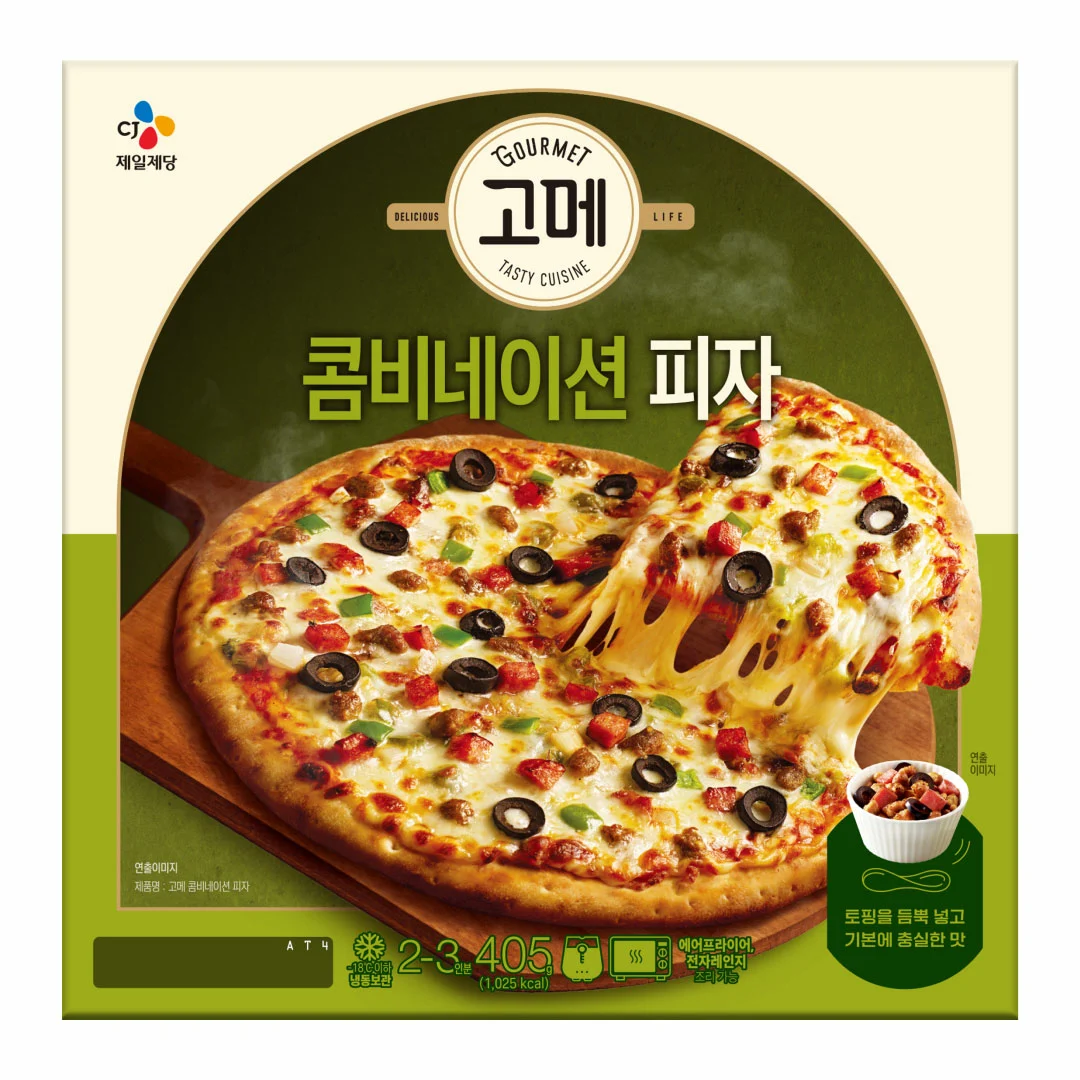 CJ
제일제당
GOURMET
고메
DELICIOUS
LIFE
TASTY CUISINE
콤비네이션 피자
연출
이미지
연출이미지
제품명 : 고메 콤비네이션 피자
토핑을 듬뿍 넣고
기본에 충실한 맛
AT4
-18℃이하
냉동보관
2-3인분
405g
(1,025 kcal)
에어프라이어,
전자레인지
조리 가능